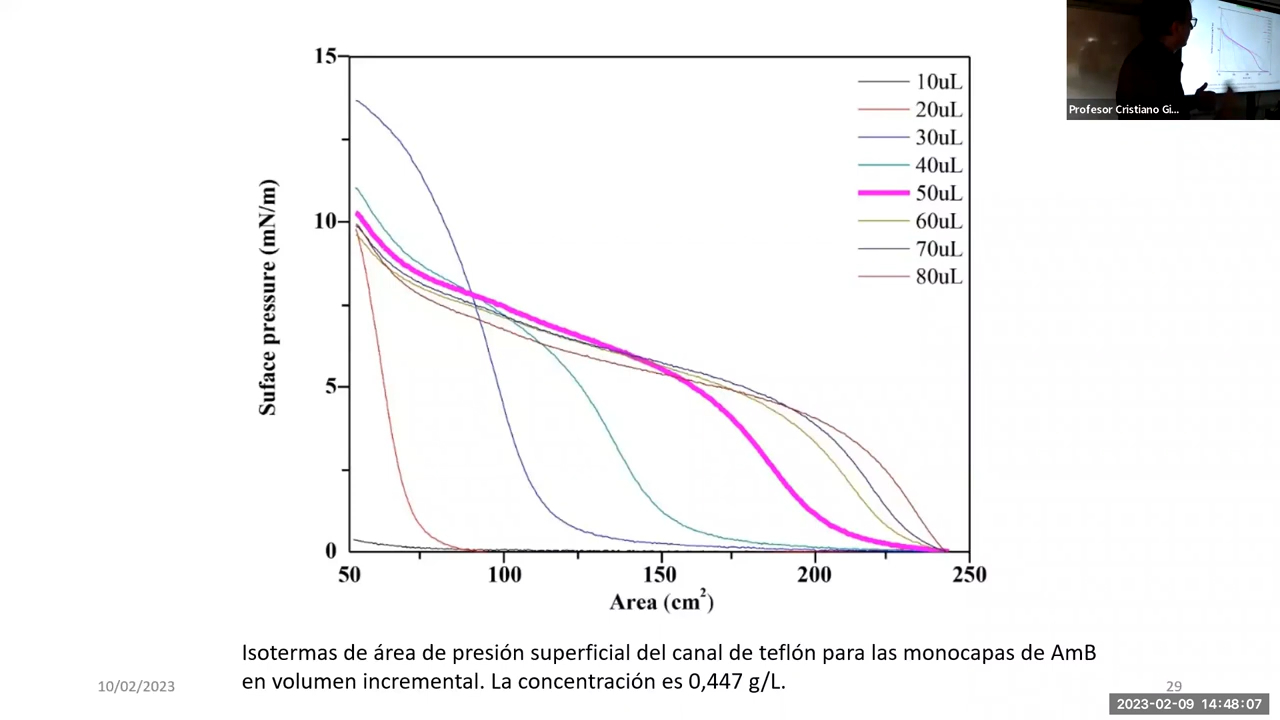 15
10
5
0
50
100
150
200
250
Suface pressure (mN/m)
Area (cm²)
10uL
20uL
30uL
40uL
50uL
60uL
70uL
80uL
Profesor Cristiano Gi...
Isotermas de área de presión superficial del canal de teflón para las monocapas de AmB
en volumen incremental. La concentración es 0,447 g/L.
10/02/2023
29
2023-02-09 14:48:07